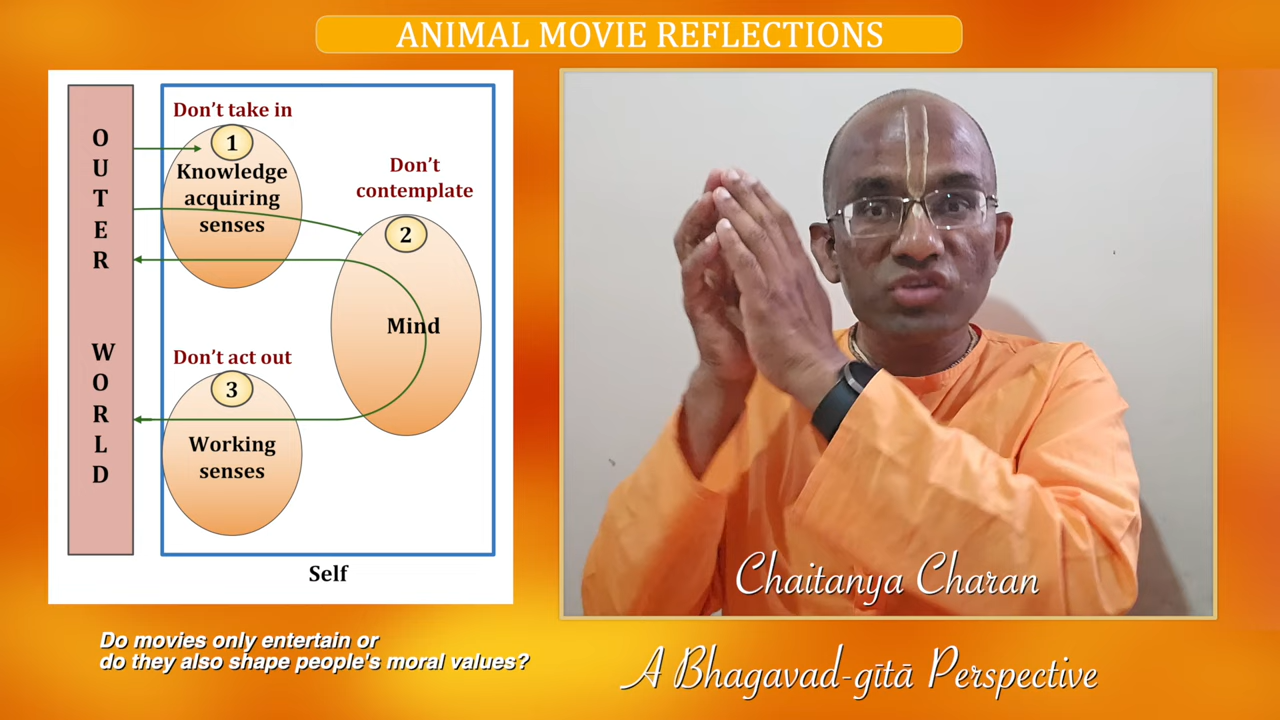 ANIMAL MOVIE REFLECTIONS
OUTER WORLD
Don't take in
1
Knowledge
acquiring
senses
Don't
contemplate
2
Mind
Don't act out
3
Working
senses
Self
Do movies only entertain or
do they also shape people's moral values?
Chaitanya Charan
A Bhagavad-gītā Perspective